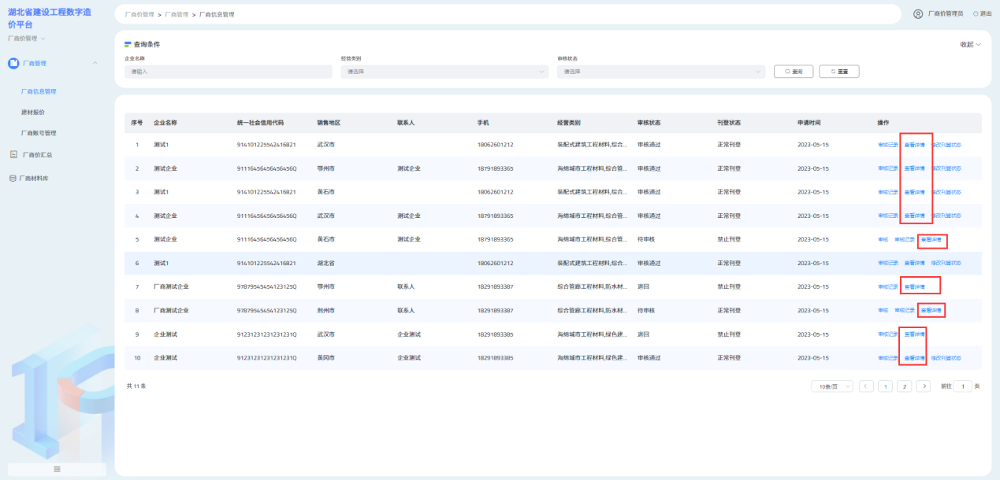 湖北省建设工程数字造
价平台
厂商价管理
厂商管理
厂商信息管理
建材报价
厂商账号管理
厂商价汇总
厂商材料库
厂商价管理 > 厂商管理 > 厂商信息管理
厂商价管理员 退出
查询条件 收起
企业名称 经营类别 审核状态
请输入 请选择 请选择 查询 重置
序号 企业名称 统一社会信用代码 销售地区 联系人 手机 经营类别 审核状态 刊登状态 申请时间 操作
1 测试1 914101225542416821 武汉市 18062601212 装配式建筑工程材料,综合... 审核通过 正常刊登 2023-05-15 审核记录 查看详情 修改刊登状态
2 测试企业 91116456456456456Q 鄂州市 测试企业 18791893365 海绵城市工程材料,综合管... 审核通过 正常刊登 2023-05-15 审核记录 查看详情 修改刊登状态
3 测试1 914101225542416821 黄石市 18062601212 装配式建筑工程材料,综合... 审核通过 正常刊登 2023-05-15 审核记录 查看详情 修改刊登状态
4 测试企业 91116456456456456Q 武汉市 测试企业 18791893365 海绵城市工程材料,综合管... 审核通过 正常刊登 2023-05-15 审核记录 查看详情 修改刊登状态
5 测试企业 91116456456456456Q 黄石市 测试企业 18791893365 海绵城市工程材料,综合管... 待审核 禁止刊登 2023-05-15 审核 审核记录 查看详情
6 测试1 914101225542416821 湖北省 18062601212 装配式建筑工程材料,综合... 审核通过 正常刊登 2023-05-15 审核记录 查看详情 修改刊登状态
7 厂商测试企业 97879545454123125Q 鄂州市 联系人 18291893387 综合管廊工程材料,防水材... 退回 禁止刊登 2023-05-15 审核记录 查看详情
8 厂商测试企业 97879545454123125Q 荆州市 联系人 18291893387 综合管廊工程材料,防水材... 待审核 禁止刊登 2023-05-15 审核 审核记录 查看详情
9 企业测试 91231231231231231Q 武汉市 企业测试 18291893385 海绵城市工程材料,绿色建... 退回 禁止刊登 2023-05-15 审核记录 查看详情
10 企业测试 91231231231231231Q 黄冈市 企业测试 18291893385 海绵城市工程材料,绿色建... 审核通过 正常刊登 2023-05-15 审核记录 查看详情 修改刊登状态
共 11 条 10条/页 < 1 2 > 前往 1 页